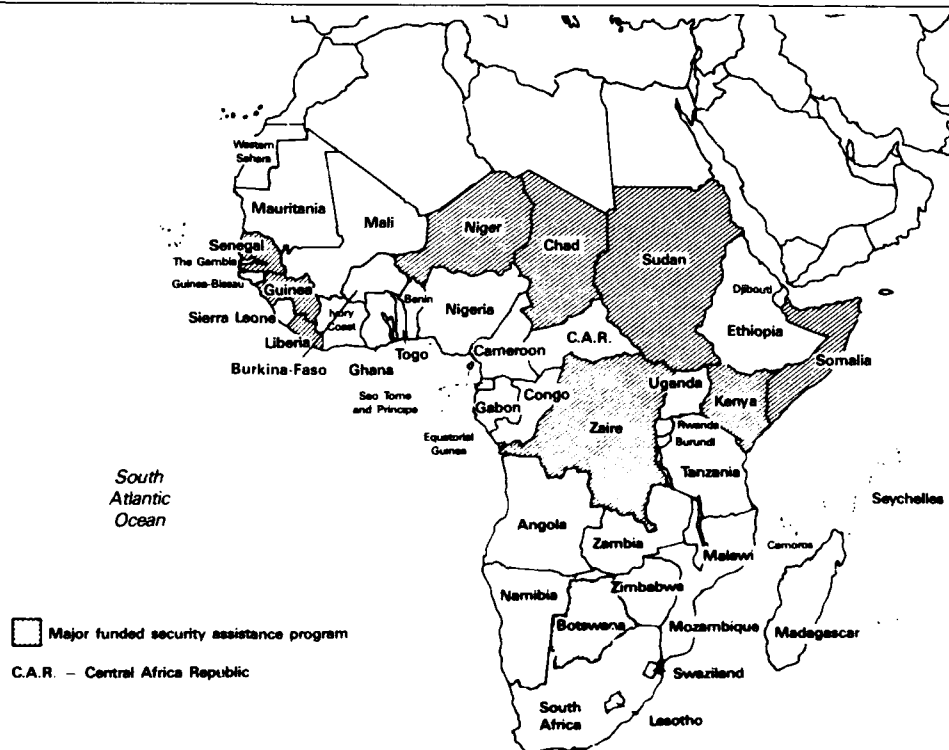 Western
Sahara
Mauritania
Mali
Niger
Chad
Sudan
Senegal
The Gambia
Guinea-Bissau
Guinea
Sierra Leone
Liberia
Ivory
Coast
Burkina-Faso
Ghana
Togo
Benin
Nigeria
Cameroon
C.A.R.
Djibouti
Ethiopia
Somalia
Sao Tome
and Principe
Equatorial
Guinea
Gabon
Congo
Zaire
Uganda
Kenya
Rwanda
Burundi
Tanzania
South
Atlantic
Ocean
Seychelles
Angola
Zambia
Malawi
Comoros
Namibia
Zimbabwe
Botswana
Mozambique
Madagascar
Swaziland
South
Africa
Lesotho
Major funded security assistance program
C.A.R. – Central Africa Republic